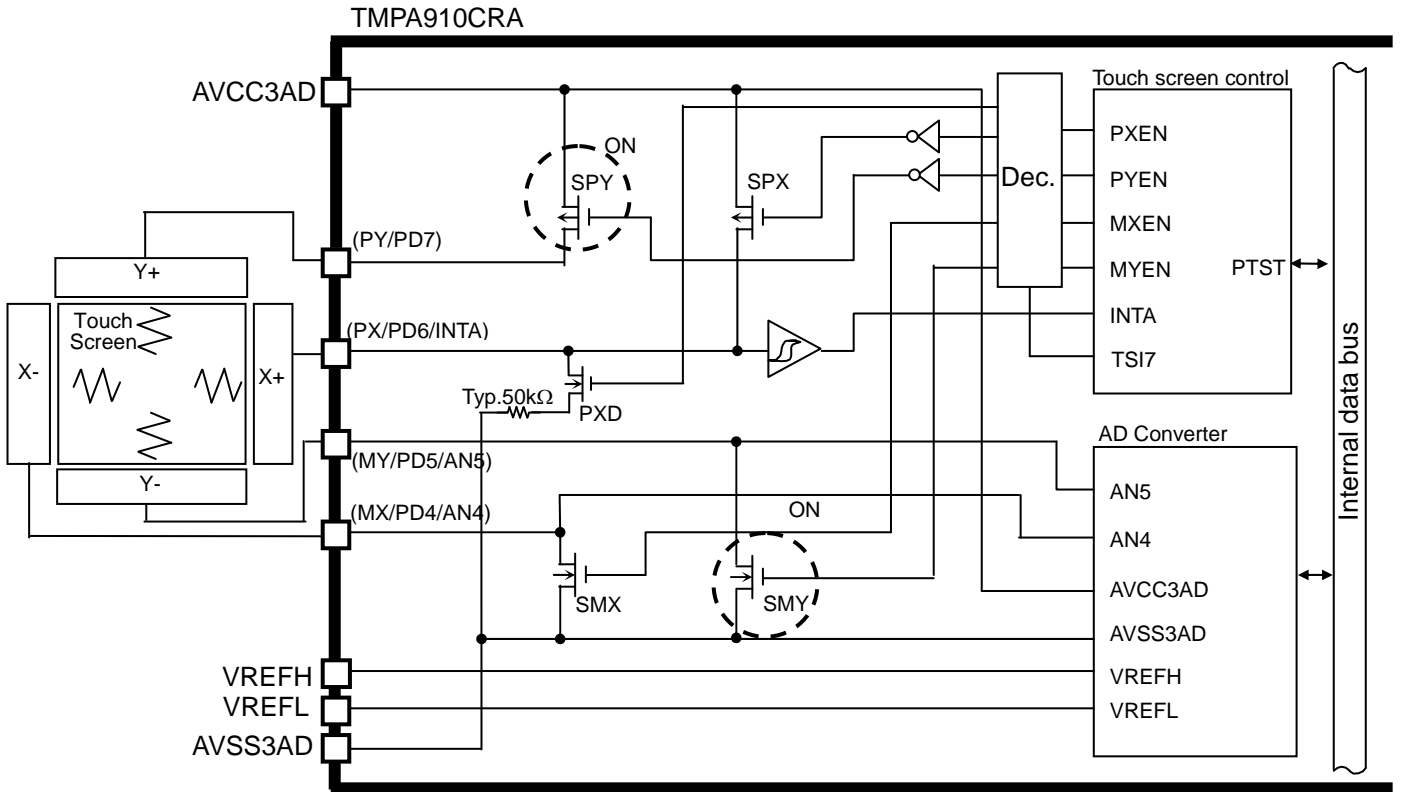 TMPA910CRA
AVCC3AD
Touch screen control
ON
SPY
SPX
Dec.
PXEN
PYEN
MXEN
MYEN
PTST
INTA
TSI7
(PY/PD7)
Y+
Touch
Screen
X-
X+
(PX/PD6/INTA)
Typ.50kΩ
PXD
(MY/PD5/AN5)
Y-
(MX/PD4/AN4)
ON
SMX
SMY
AD Converter
AN5
AN4
AVCC3AD
AVSS3AD
VREFH
VREFL
Internal data bus
VREFH
VREFL
AVSS3AD